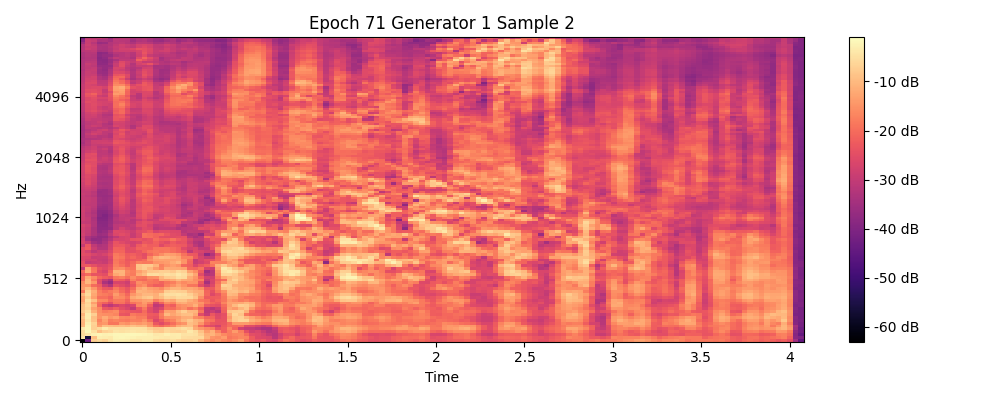 Epoch 71 Generator 1 Sample 2
Hz
4096
2048
1024
512
0
0
0.5
1
1.5
2
2.5
3
3.5
4
Time
-10 dB
-20 dB
-30 dB
-40 dB
-50 dB
-60 dB